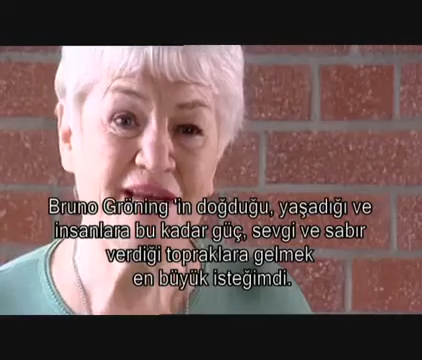 Bruno Gröning 'in doğduğu, yaşadığı ve
insanlara bu kadar güç, sevgi ve sabır
verdiği topraklara gelmek
en büyük isteğimdi.